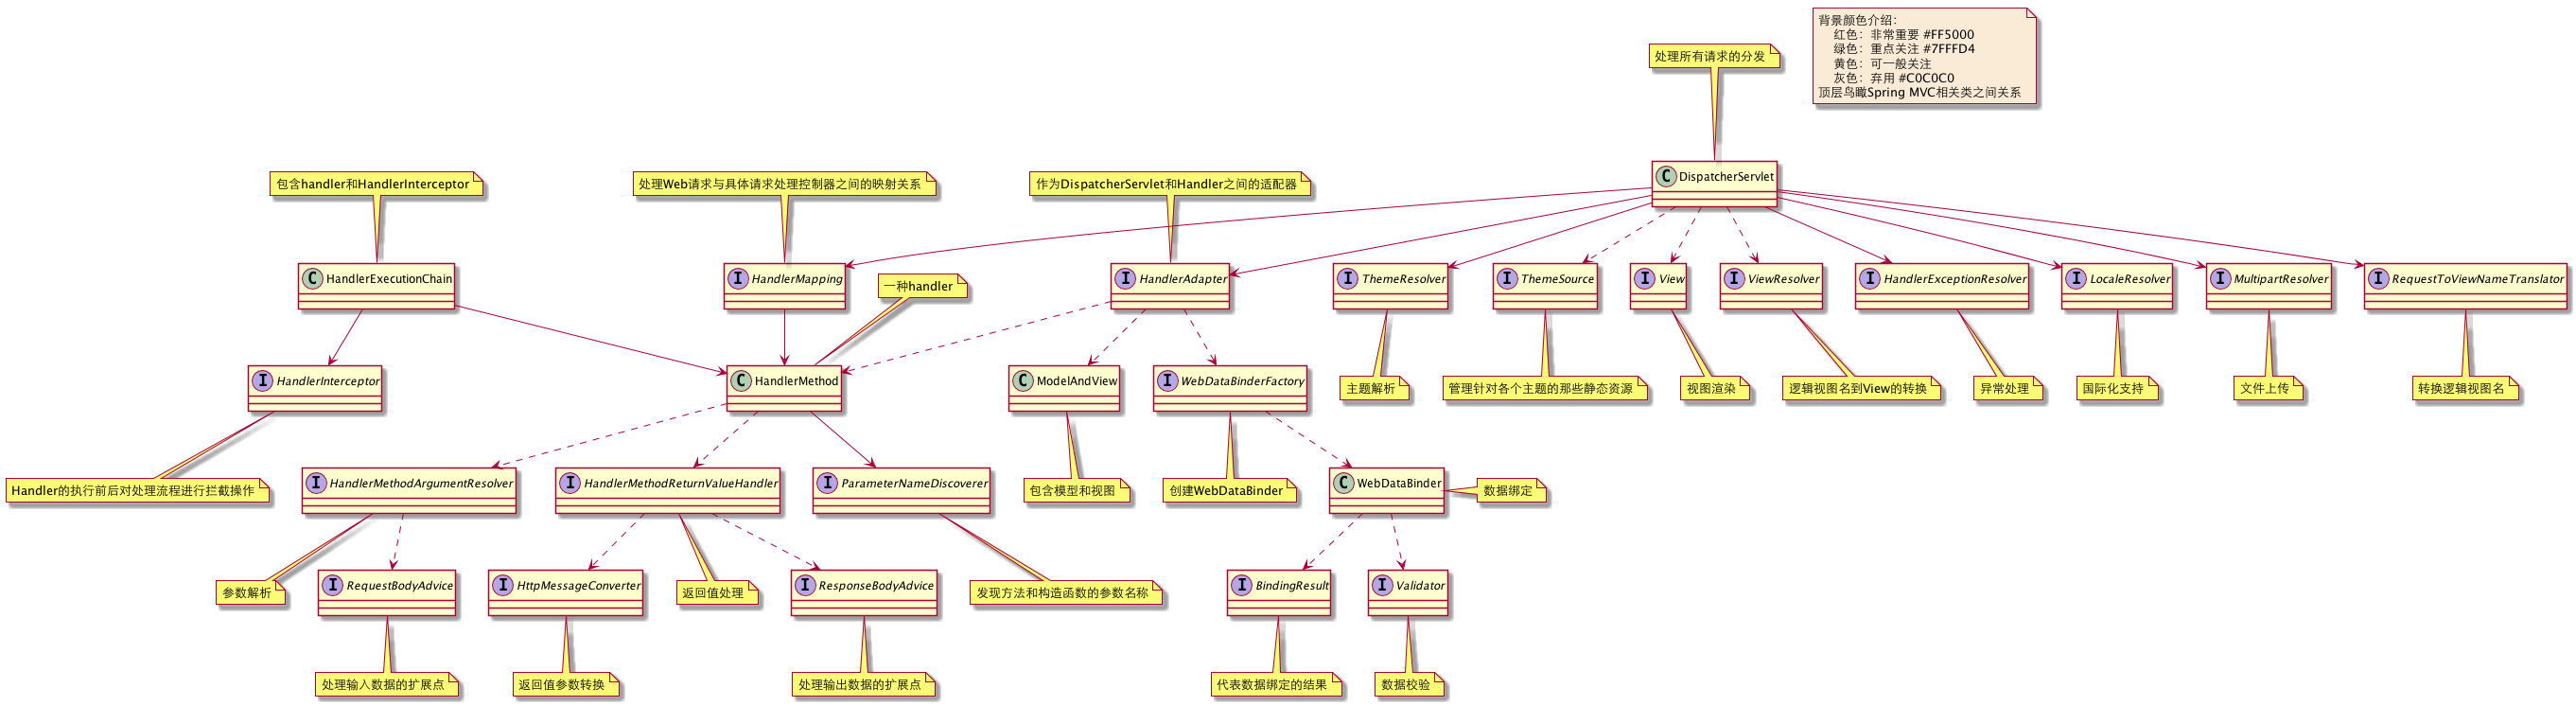 背景颜色介绍：
红色：非常重要 #FF5000
绿色：重点关注 #7FFFD4
黄色：可一般关注
灰色：弃用 #C0C0C0
顶层鸟瞰Spring MVC相关类之间关系
处理所有请求的分发
C DispatcherServlet
包含handler和HandlerInterceptor
处理Web请求与具体请求处理控制器之间的映射关系
作为DispatcherServlet和Handler之间的适配器
C HandlerExecutionChain
I HandlerMapping
一种handler
I HandlerAdapter
I ThemeResolver
I ThemeSource
I View
I ViewResolver
I HandlerExceptionResolver
I LocaleResolver
I MultipartResolver
I RequestToViewNameTranslator
I HandlerInterceptor
C HandlerMethod
C ModelAndView
I WebDataBinderFactory
主题解析
管理针对各个主题的那些静态资源
视图渲染
逻辑视图名到View的转换
异常处理
国际化支持
文件上传
转换逻辑视图名
Handler的执行前后对处理流程进行拦截操作
I HandlerMethodArgumentResolver
I HandlerMethodReturnValueHandler
I ParameterNameDiscoverer
包含模型和视图
创建WebDataBinder
C WebDataBinder
数据绑定
参数解析
I RequestBodyAdvice
I HttpMessageConverter
返回值处理
I ResponseBodyAdvice
发现方法和构造函数的参数名称
I BindingResult
I Validator
处理输入数据的扩展点
返回值参数转换
处理输出数据的扩展点
代表数据绑定的结果
数据校验